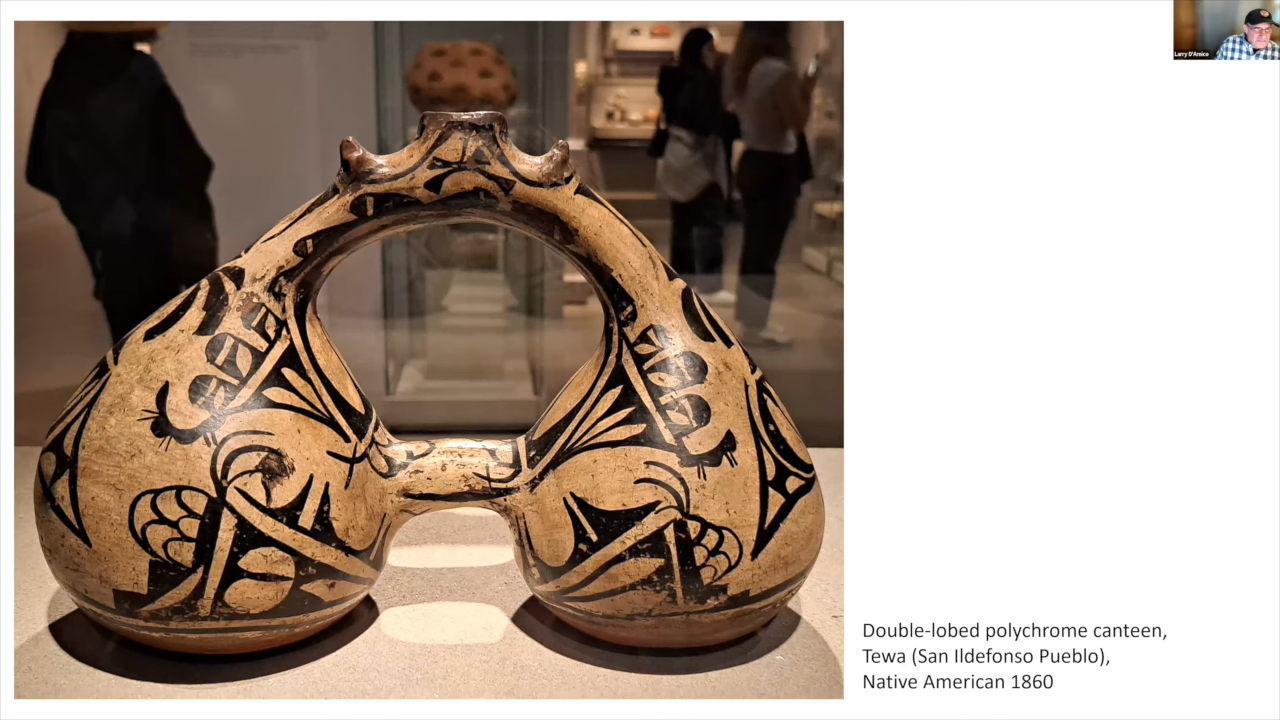 Larry D'Amico
Double-lobed polychrome canteen,
Tewa (San Ildefonso Pueblo),
Native American 1860